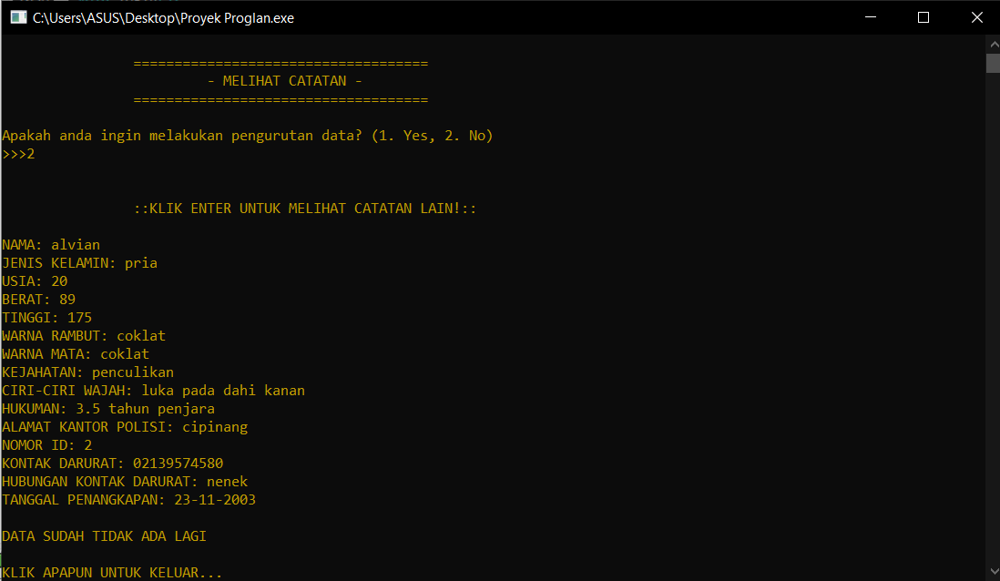 C:\Users\ASUS\Desktop\Proyek Proglan.exe
====================================
- MELIHAT CATATAN -
====================================
Apakah anda ingin melakukan pengurutan data? (1. Yes, 2. No)
>>>2
::KLIK ENTER UNTUK MELIHAT CATATAN LAIN!::
NAMA: alvian
JENIS KELAMIN: pria
USIA: 20
BERAT: 89
TINGGI: 175
WARNA RAMBUT: coklat
WARNA MATA: coklat
KEJAHATAN: penculikan
CIRI-CIRI WAJAH: luka pada dahi kanan
HUKUMAN: 3.5 tahun penjara
ALAMAT KANTOR POLISI: cipinang
NOMOR ID: 2
KONTAK DARURAT: 02139574580
HUBUNGAN KONTAK DARURAT: nenek
TANGGAL PENANGKAPAN: 23-11-2003
DATA SUDAH TIDAK ADA LAGI
KLIK APAPUN UNTUK KELUAR...